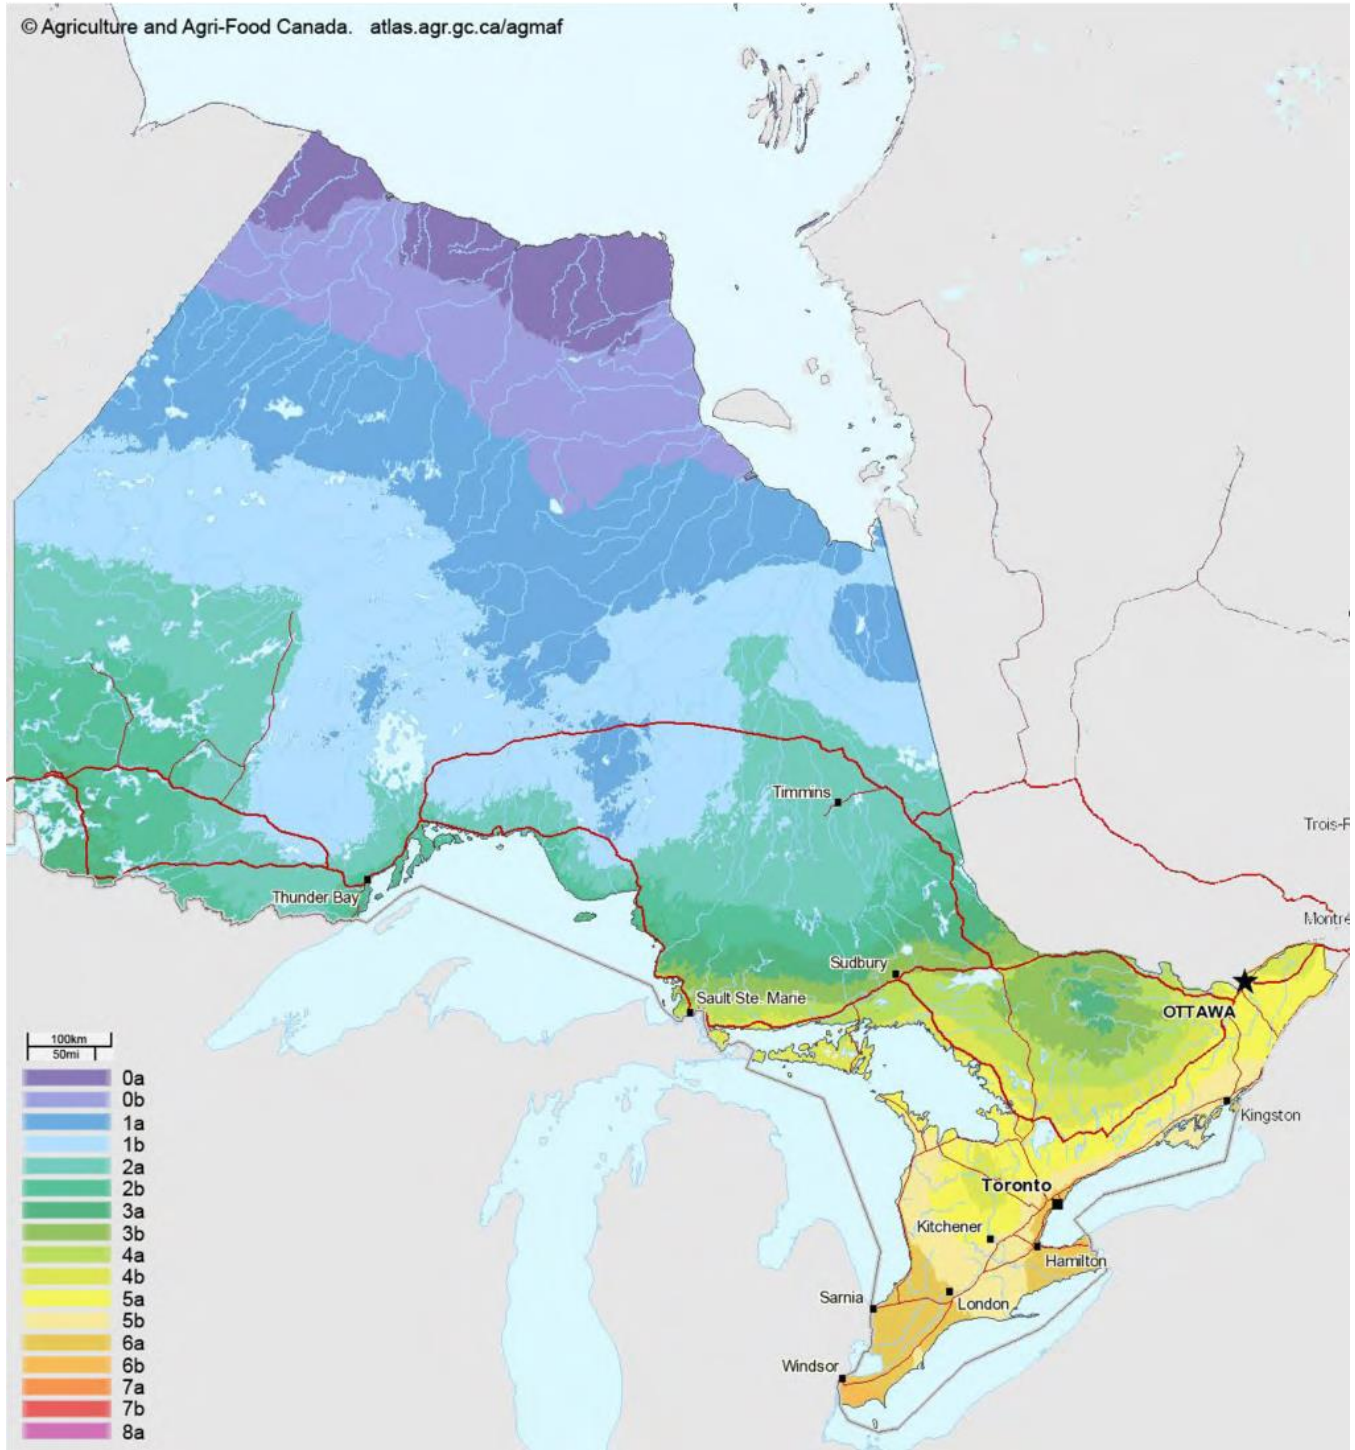 © Agriculture and Agri-Food Canada. atlas.agr.gc.ca/agmaf
Timmins
Trois-R
Thunder Bay
Montré
Sudbury
Sault Ste. Marie
OTTAWA
100km
50mi
0a
0b
1a
1b
2a
2b
3a
3b
4a
4b
5a
5b
6a
6b
7a
7b
8a
Kingston
Toronto
Kitchener
Hamilton
Sarnia
London
Windsor